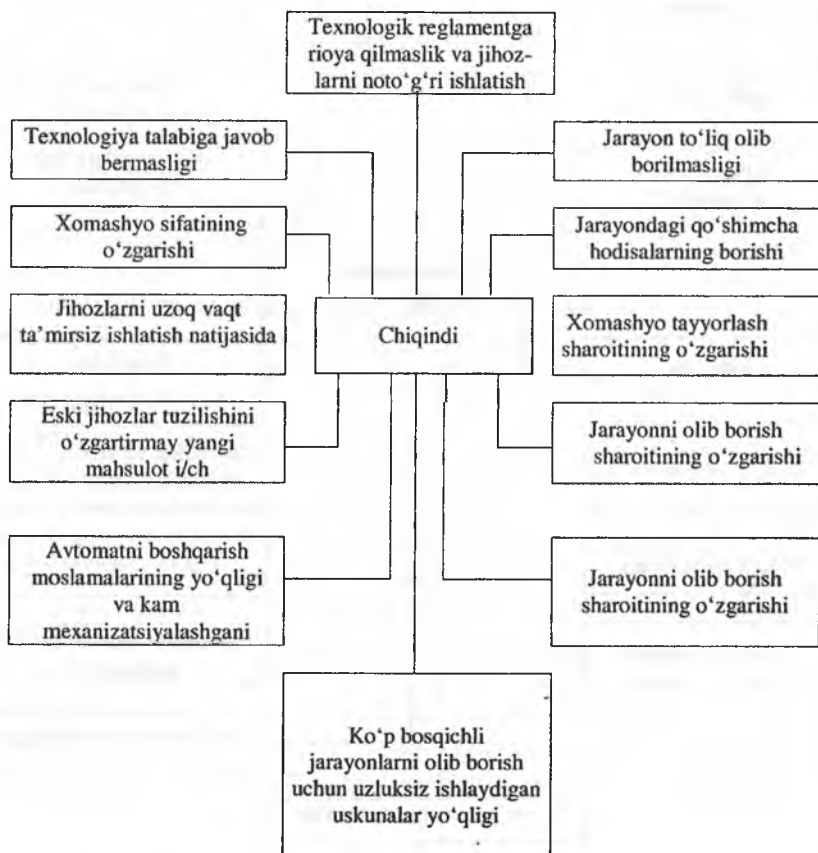 Texnologik reglamentga
rioya qilmaslik va jihoz-
larni noto‘g‘ri ishlatish
Texnologiya talabiga javob
bermasligi
Jarayon to‘liq olib
borilmasligi
Xomashyo sifatining
o‘zgarishi
Jarayondagi qo‘shimcha
hodisalarning borishi
Jihozlarni uzoq vaqt
ta’mirsiz ishlatish natijasida
Chiqindi
Xomashyo tayyorlash
sharoitining o‘zgarishi
Eski jihozlar tuzilishini
o‘zgartirmay yangi
mahsulot i/ch
Jarayonni olib borish
sharoitining o‘zgarishi
Avtomatni boshqarish
moslamalarining yo‘qligi
va kam
mexanizatsiyalashgani
Jarayonni olib borish
sharoitining o‘zgarishi
Ko‘p bosqichli
jarayonlarni olib borish
uchun uzluksiz ishlaydigan
uskunalar yo‘qligi